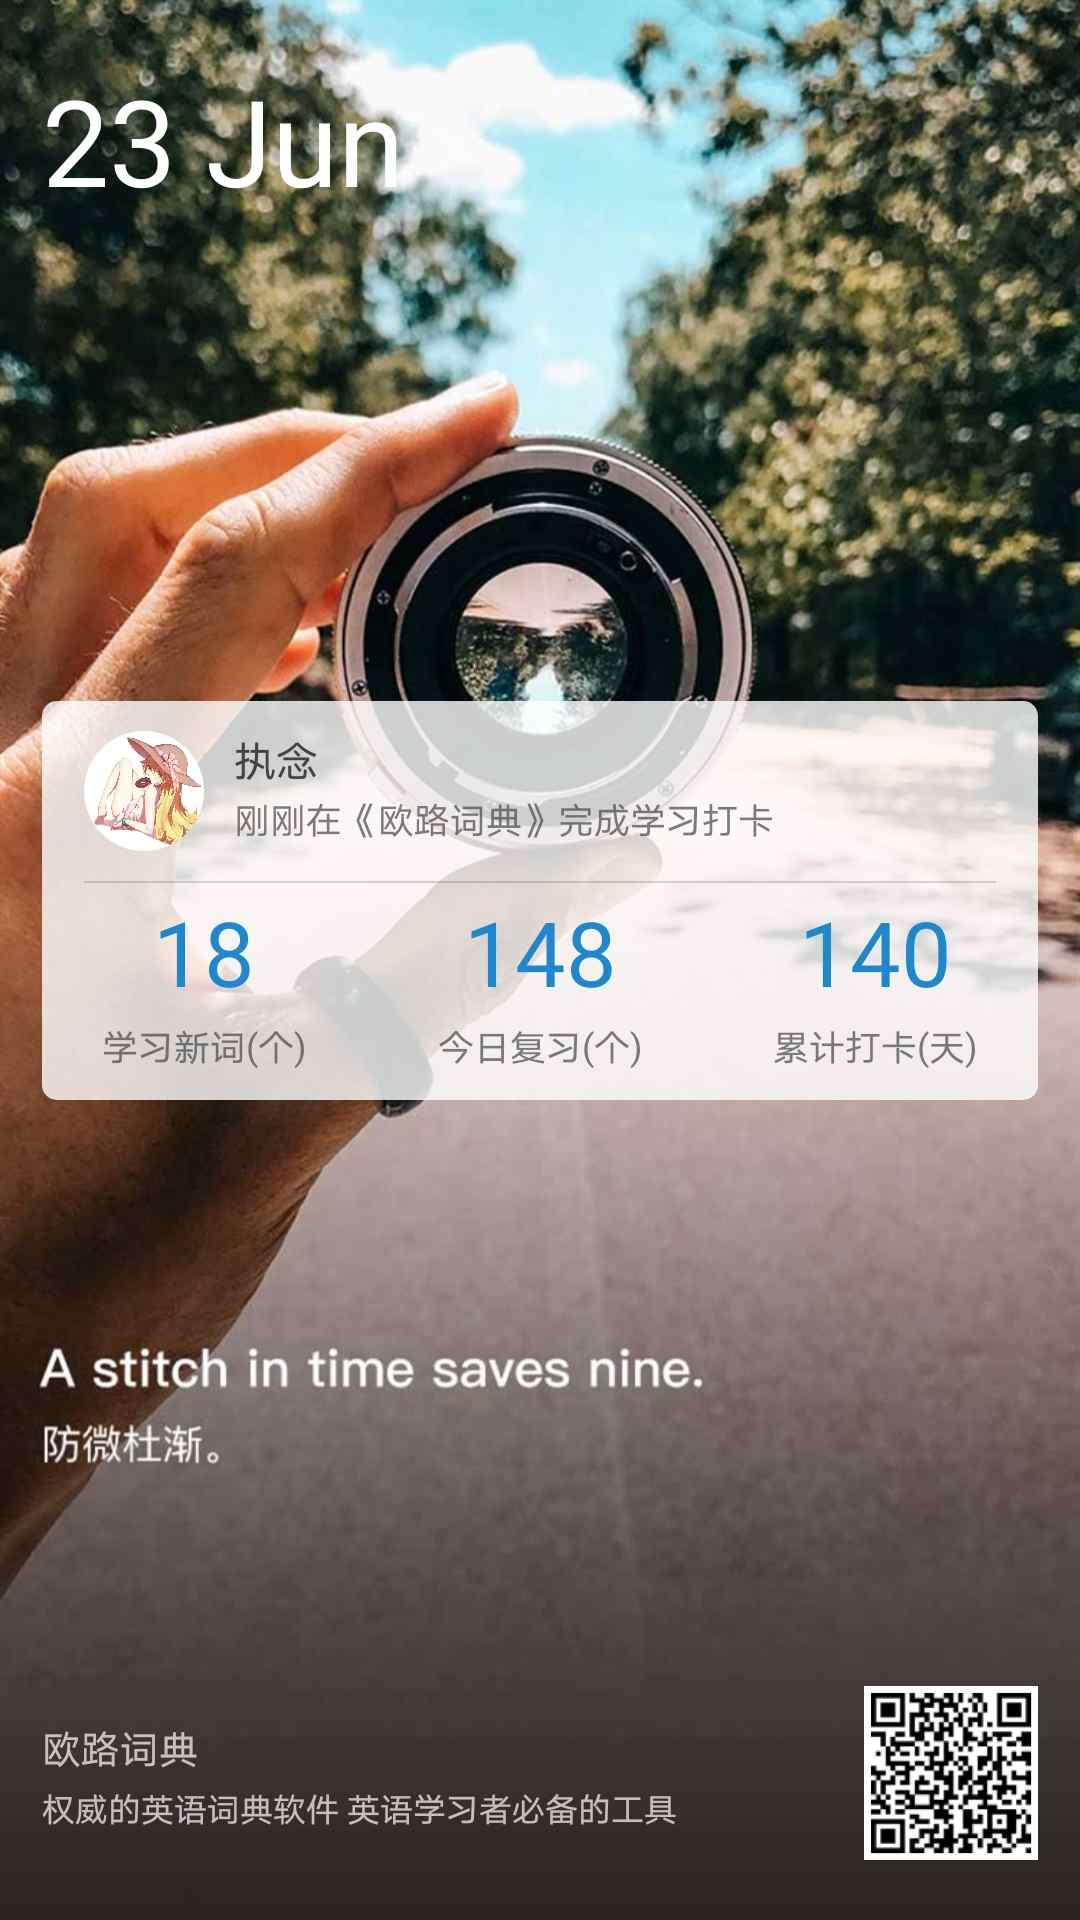 23 Jun
执念
刚刚在《欧路词典》完成学习打卡
18 148 140
学习新词(个) 今日复习(个) 累计打卡(天)
A stitch in time saves nine.
防微杜渐。
欧路词典
权威的英语词典软件 英语学习者必备的工具